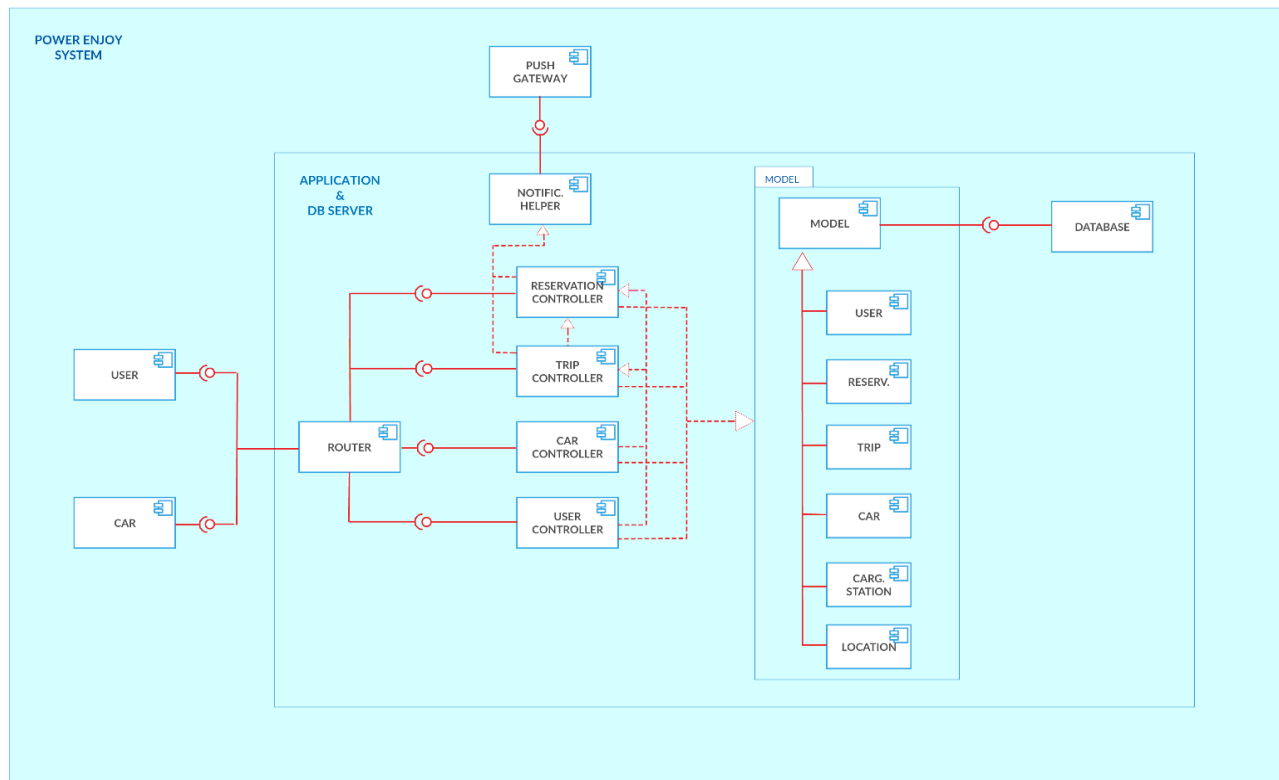 POWER ENJOY
SYSTEM
PUSH
GATEWAY
APPLICATION
&
DB SERVER
NOTIFIC.
HELPER
MODEL
MODEL
DATABASE
RESERVATION
CONTROLLER
USER
USER
TRIP
CONTROLLER
RESERV.
ROUTER
CAR
CONTROLLER
TRIP
CAR
USER
CONTROLLER
CAR
CARG.
STATION
LOCATION